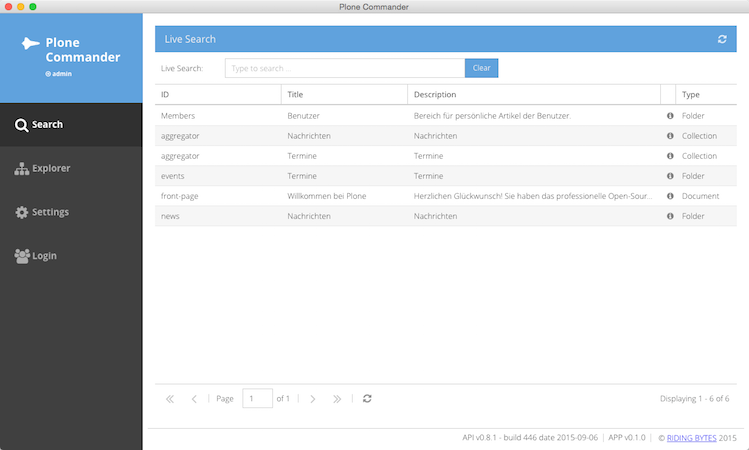 Plone Commander
Plone
Commander
admin
Search
Explorer
Settings
Login
Live Search
Live Search:
Type to search ...
Clear
ID Title Description Type
Members Benutzer Bereich für persönliche Artikel der Benutzer. Folder
aggregator Nachrichten Nachrichten Collection
aggregator Termine Termine Collection
events Termine Termine Folder
front-page Willkommen bei Plone Herzlichen Glückwunsch! Sie haben das professionelle Open-Sour... Document
news Nachrichten Nachrichten Folder
Page 1 of 1
Displaying 1 - 6 of 6
API v0.8.1 - build 446 date 2015-09-06 | APP v0.1.0 | © RIDING BYTES 2015